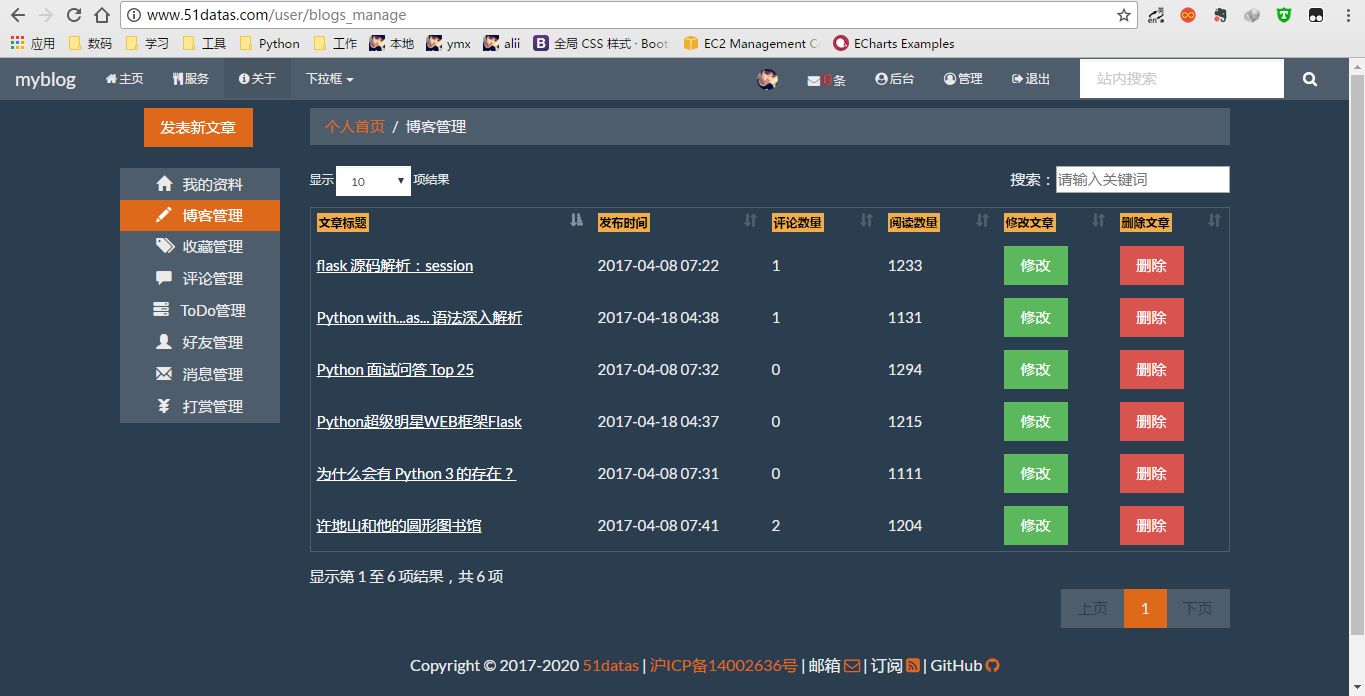 www.51datas.com/user/blogs_manage
应用 数码 学习 工具 Python 工作 本地 ymx alii B 全局 CSS 样式 · Boot EC2 Management C ECharts Examples
myblog 主页 服务 关于 下拉框 0条 后台 管理 退出 站内搜索
发表新文章
个人首页 / 博客管理
我的资料
博客管理
收藏管理
评论管理
ToDo管理
好友管理
消息管理
打赏管理
显示 10 项结果 搜索：请输入关键词
文章标题 发布时间 评论数量 阅读数量 修改文章 删除文章
flask 源码解析：session 2017-04-08 07:22 1 1233 修改 删除
Python with...as... 语法深入解析 2017-04-18 04:38 1 1131 修改 删除
Python 面试问答 Top 25 2017-04-08 07:32 0 1294 修改 删除
Python超级明星WEB框架Flask 2017-04-18 04:37 0 1215 修改 删除
为什么会有 Python 3 的存在？ 2017-04-08 07:31 0 1111 修改 删除
许地山和他的圆形图书馆 2017-04-08 07:41 2 1204 修改 删除
显示第 1 至 6 项结果，共 6 项
上页 1 下页
Copyright © 2017-2020 51datas | 沪ICP备14002636号 | 邮箱 | 订阅 | GitHub